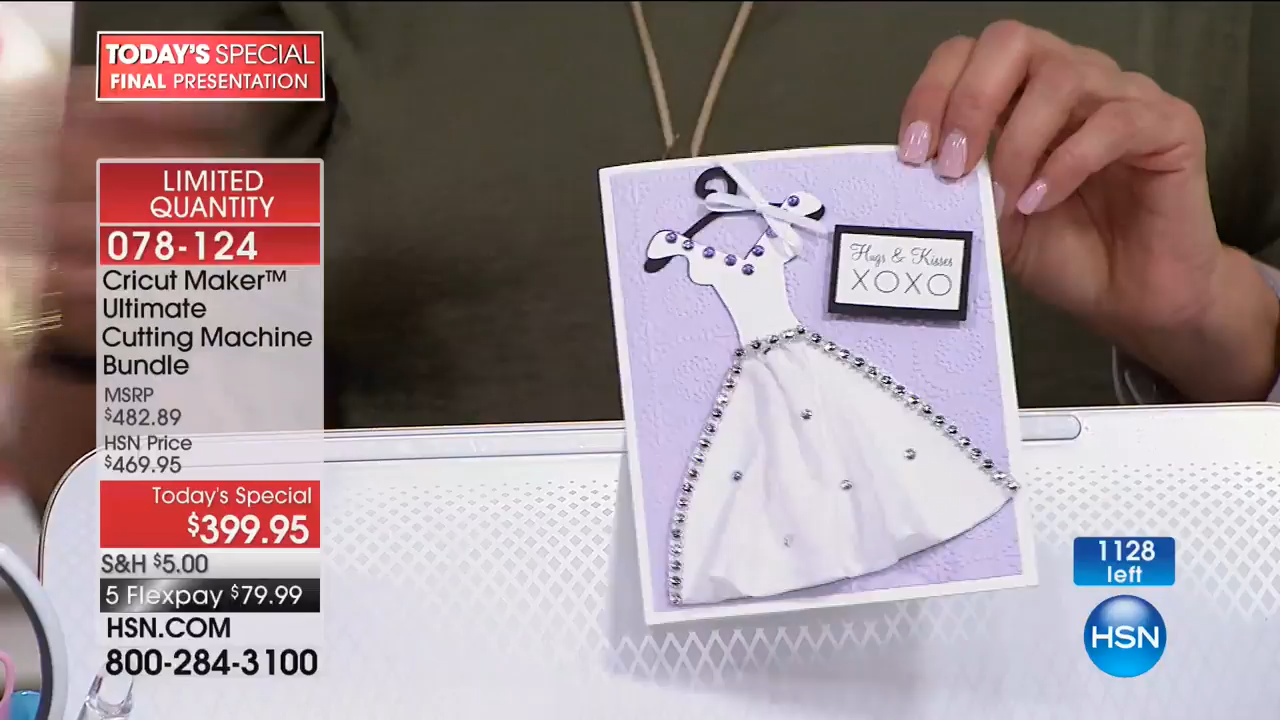 TODAY'S SPECIAL
FINAL PRESENTATION
LIMITED
QUANTITY
078-124
Cricut Maker™
Ultimate
Cutting Machine
Bundle
MSRP
$482.89
HSN Price
$469.95
Today's Special
$399.95
S&H $5.00
5 Flexpay $79.99
HSN.COM
800-284-3100
Hugs & Kisses
XOXO
1128
left
HSN